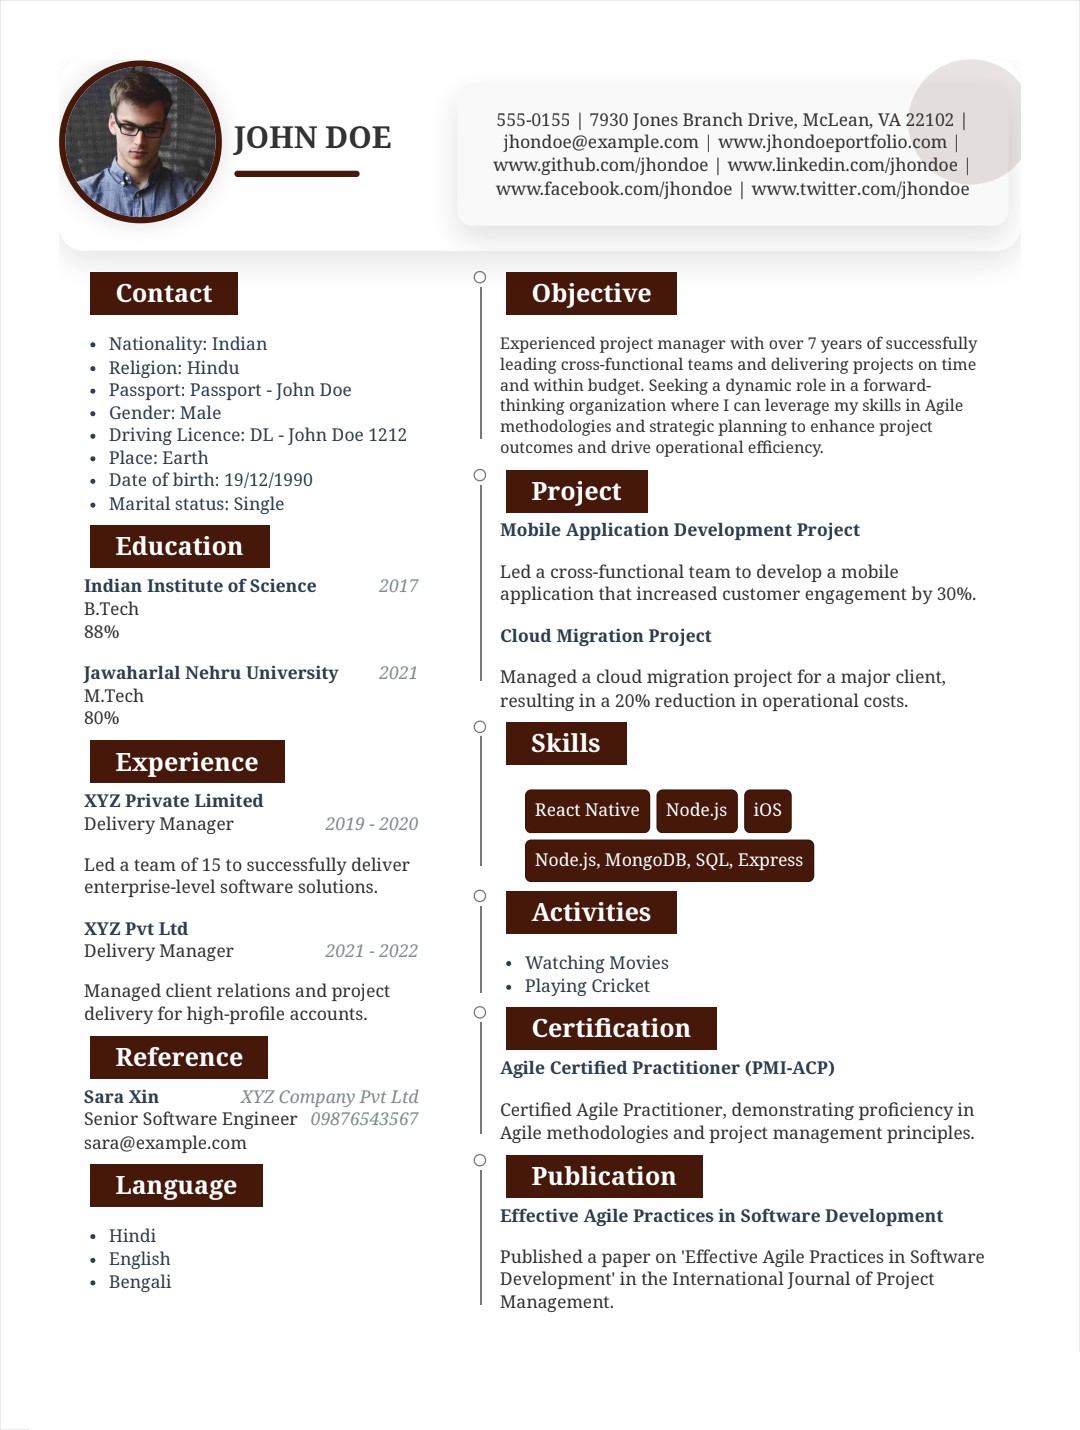 JOHN DOE
555-0155 | 7930 Jones Branch Drive, McLean, VA 22102 |
jhondoe@example.com | www.jhondoeportfolio.com |
www.github.com/jhondoe | www.linkedin.com/jhondoe |
www.facebook.com/jhondoe | www.twitter.com/jhondoe
Contact
• Nationality: Indian
• Religion: Hindu
• Passport: Passport - John Doe
• Gender: Male
• Driving Licence: DL - John Doe 1212
• Place: Earth
• Date of birth: 19/12/1990
• Marital status: Single
Education
Indian Institute of Science 2017
B.Tech
88%
Jawaharlal Nehru University 2021
M.Tech
80%
Experience
XYZ Private Limited
Delivery Manager 2019 - 2020
Led a team of 15 to successfully deliver
enterprise-level software solutions.
XYZ Pvt Ltd
Delivery Manager 2021 - 2022
Managed client relations and project
delivery for high-profile accounts.
Reference
Sara Xin XYZ Company Pvt Ltd
Senior Software Engineer 09876543567
sara@example.com
Language
• Hindi
• English
• Bengali
Objective
Experienced project manager with over 7 years of successfully
leading cross-functional teams and delivering projects on time
and within budget. Seeking a dynamic role in a forward-
thinking organization where I can leverage my skills in Agile
methodologies and strategic planning to enhance project
outcomes and drive operational efficiency.
Project
Mobile Application Development Project
Led a cross-functional team to develop a mobile
application that increased customer engagement by 30%.
Cloud Migration Project
Managed a cloud migration project for a major client,
resulting in a 20% reduction in operational costs.
Skills
React Native Node.js iOS
Node.js, MongoDB, SQL, Express
Activities
• Watching Movies
• Playing Cricket
Certification
Agile Certified Practitioner (PMI-ACP)
Certified Agile Practitioner, demonstrating proficiency in
Agile methodologies and project management principles.
Publication
Effective Agile Practices in Software Development
Published a paper on 'Effective Agile Practices in Software
Development' in the International Journal of Project
Management.